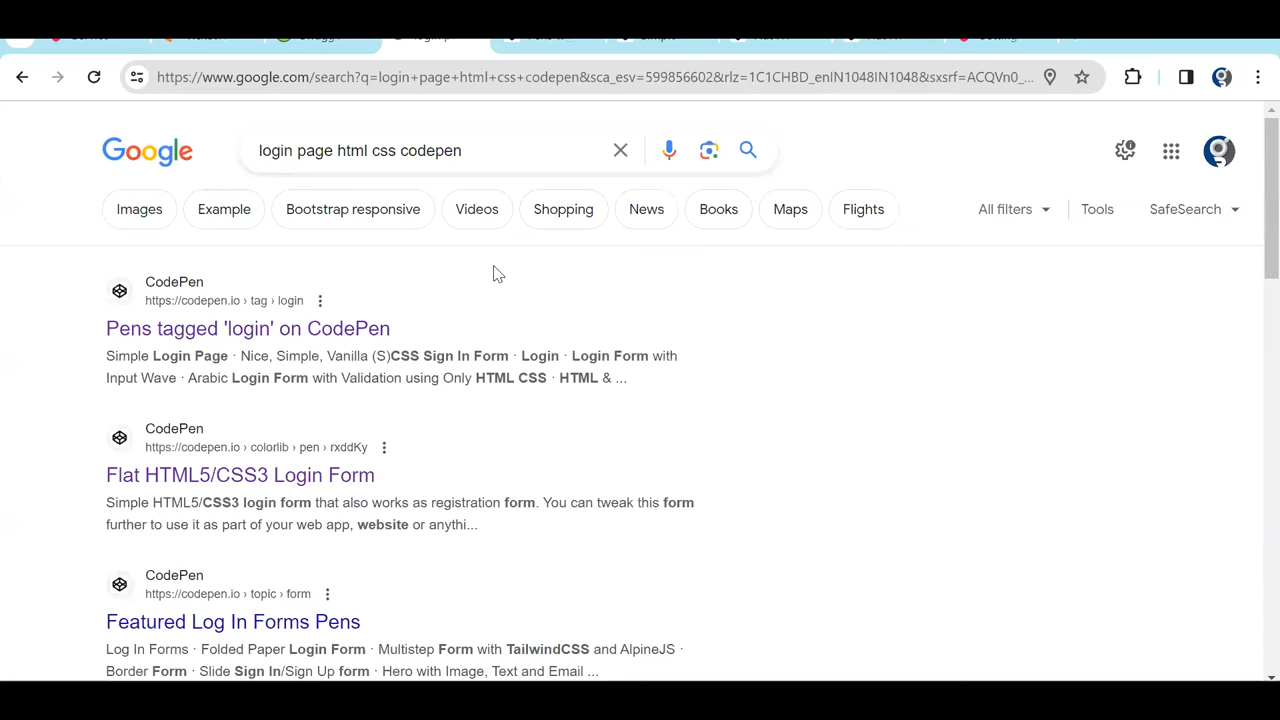 https://www.google.com/search?q=login+page+html+css+codepen&sca_esv=599856602&rlz=1C1CHBD_enIN1048IN1048&sxsrf=ACQVn0_...
Google
login page html css codepen
Images
Example
Bootstrap responsive
Videos
Shopping
News
Books
Maps
Flights
All filters
Tools
SafeSearch
CodePen
https://codepen.io › tag › login
Pens tagged 'login' on CodePen
Simple Login Page · Nice, Simple, Vanilla (S)CSS Sign In Form · Login · Login Form with
Input Wave · Arabic Login Form with Validation using Only HTML CSS · HTML & ...
CodePen
https://codepen.io › colorlib › pen › rxddKy
Flat HTML5/CSS3 Login Form
Simple HTML5/CSS3 login form that also works as registration form. You can tweak this form
further to use it as part of your web app, website or anythi...
CodePen
https://codepen.io › topic › form
Featured Log In Forms Pens
Log In Forms · Folded Paper Login Form · Multistep Form with TailwindCSS and AlpineJS ·
Border Form · Slide Sign In/Sign Up form · Hero with Image, Text and Email ...